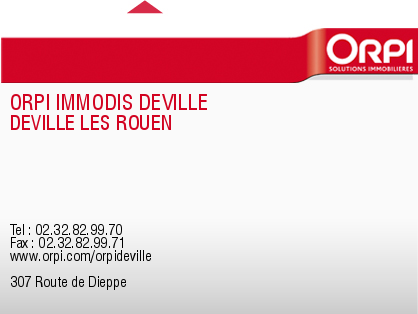 ORPI
SOLUTIONS IMMOBILIÈRES
ORPI IMMODIS DEVILLE
DEVILLE LES ROUEN
Tel : 02.32.82.99.70
Fax : 02.32.82.99.71
www.orpi.com/orpideville
307 Route de Dieppe